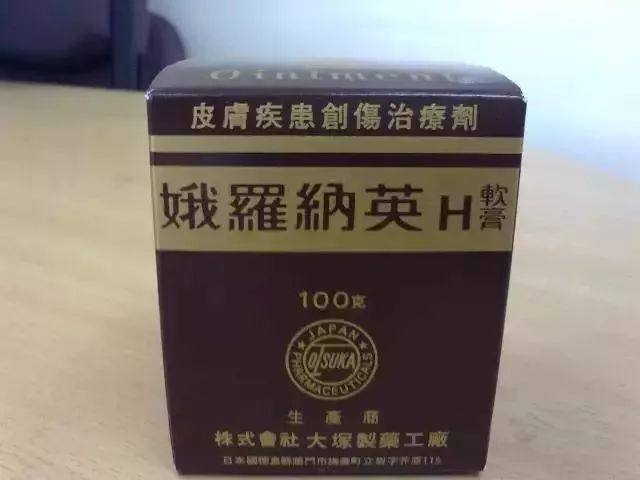 Ointment
皮膚疾患創傷治療劑
娥羅納英H軟膏
100克
JAPAN
OTSUKA
PHARMACEUTICALS
生產商
株式會社大塚製藥工廠